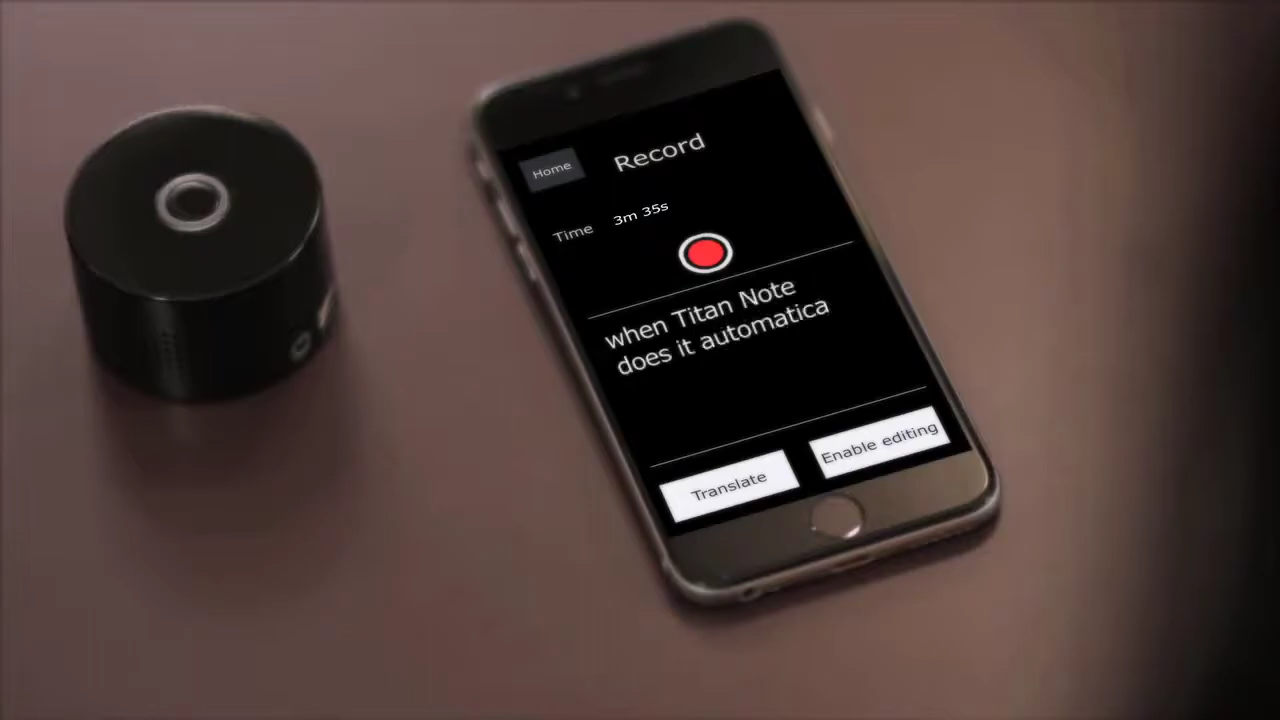 Home
Record
Time
3m 35s
when Titan Note
does it automatica
Translate
Enable editing